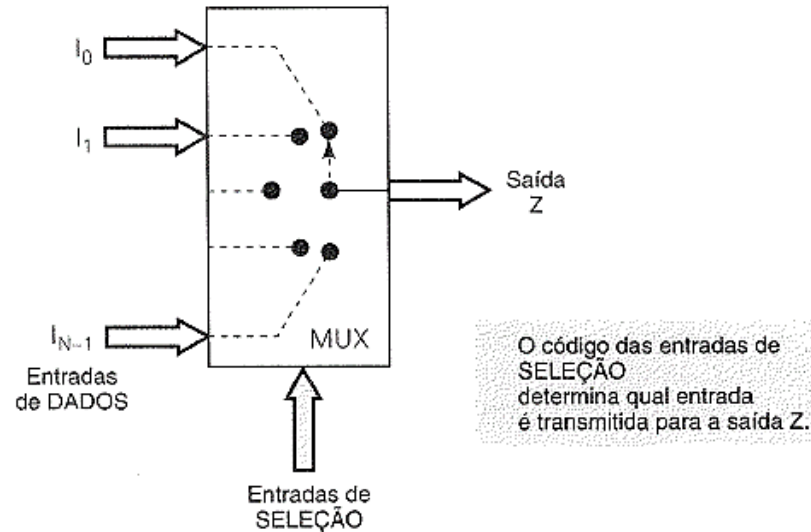 I₀
I₁
Saída
Z
I_{N-1}
MUX
Entradas
de DADOS
O código das entradas de
SELEÇÃO
determina qual entrada
é transmitida para a saída Z.
Entradas de
SELEÇÃO